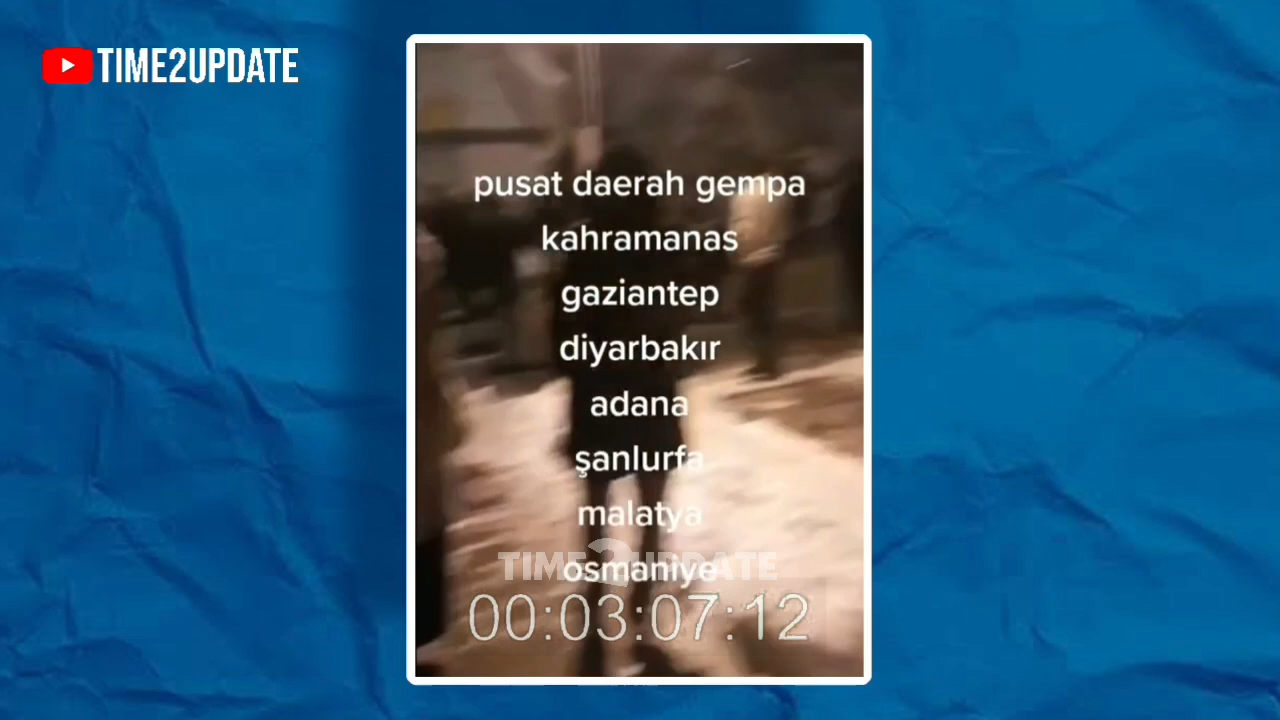 TIME2UPDATE
pusat daerah gempa
kahramanas
gaziantep
diyarbakır
adana
şanlurfa
malatya
osmaniye
TIME2UPDATE
00:03:07:12